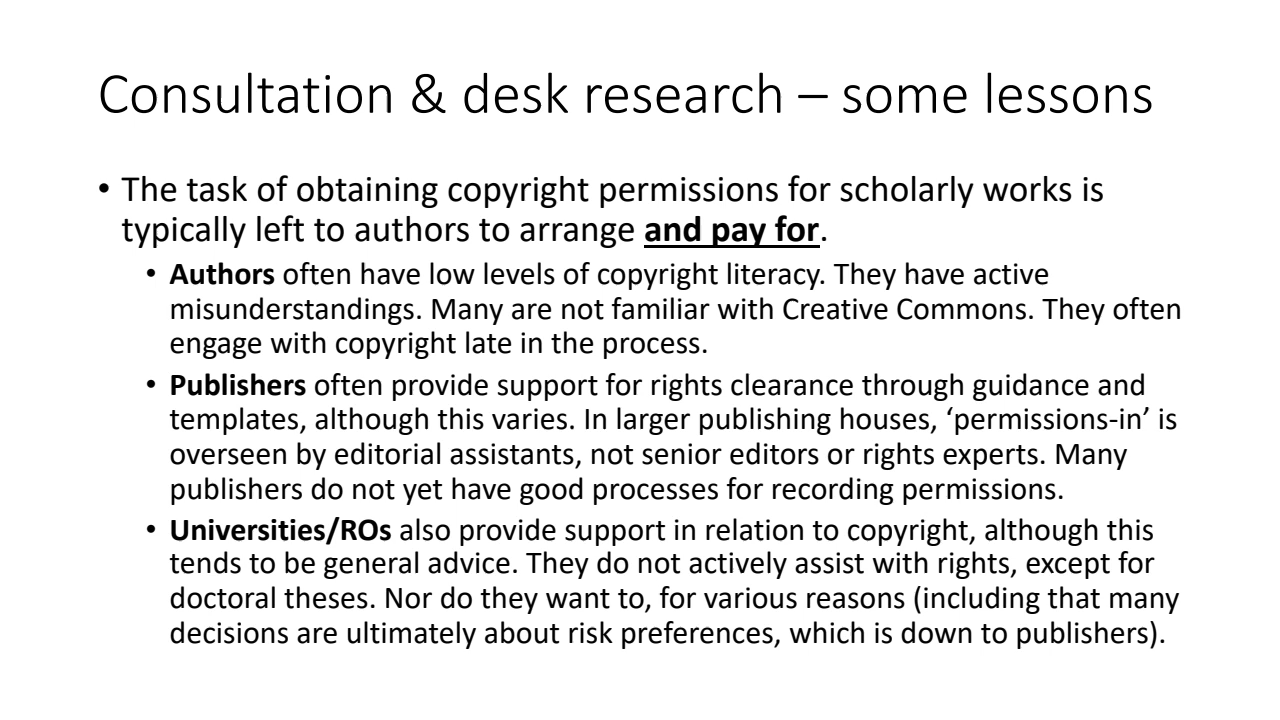 Consultation & desk research – some lessons
• The task of obtaining copyright permissions for scholarly works is
typically left to authors to arrange and pay for.
• Authors often have low levels of copyright literacy. They have active
misunderstandings. Many are not familiar with Creative Commons. They often
engage with copyright late in the process.
• Publishers often provide support for rights clearance through guidance and
templates, although this varies. In larger publishing houses, ‘permissions-in’ is
overseen by editorial assistants, not senior editors or rights experts. Many
publishers do not yet have good processes for recording permissions.
• Universities/ROs also provide support in relation to copyright, although this
tends to be general advice. They do not actively assist with rights, except for
doctoral theses. Nor do they want to, for various reasons (including that many
decisions are ultimately about risk preferences, which is down to publishers).